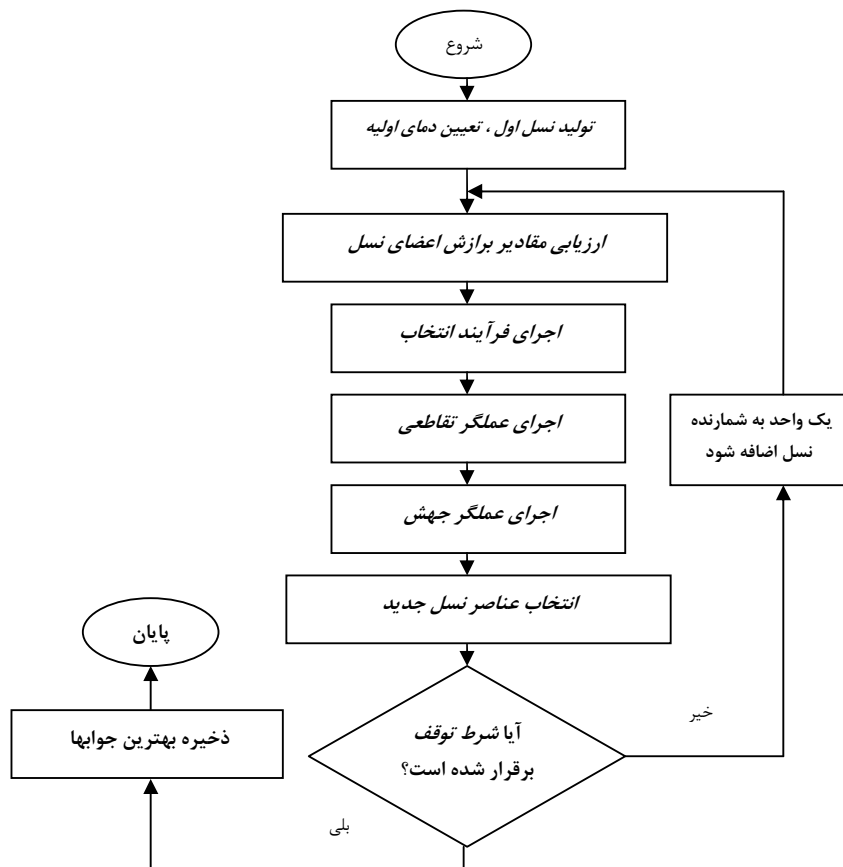 شروع
تولید نسل اول ، تعیین دمای اولیه
ارزیابی مقادیر برازش اعضای نسل
اجرای فرآیند انتخاب
اجرای عملگر تقاطعی
یک واحد به شمارنده
نسل اضافه شود
اجرای عملگر جهش
انتخاب عناصر نسل جدید
آیا شرط توقف
برقرار شده است؟
خیر
بلی
ذخیره بهترین جوابها
پایان